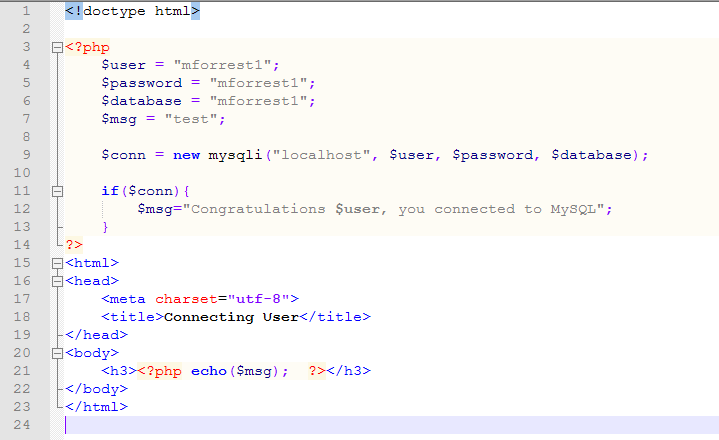 1 <!doctype html>
2
3 <?php
4 $user = "mforrest1";
5 $password = "mforrest1";
6 $database = "mforrest1";
7 $msg = "test";
8
9 $conn = new mysqli("localhost", $user, $password, $database);
10
11 if($conn){
12 $msg="Congratulations $user, you connected to MySQL";
13 }
14 ?>
15 <html>
16 <head>
17 <meta charset="utf-8">
18 <title>Connecting User</title>
19 </head>
20 <body>
21 <h3><?php echo($msg);  ?></h3>
22 </body>
23 </html>
24